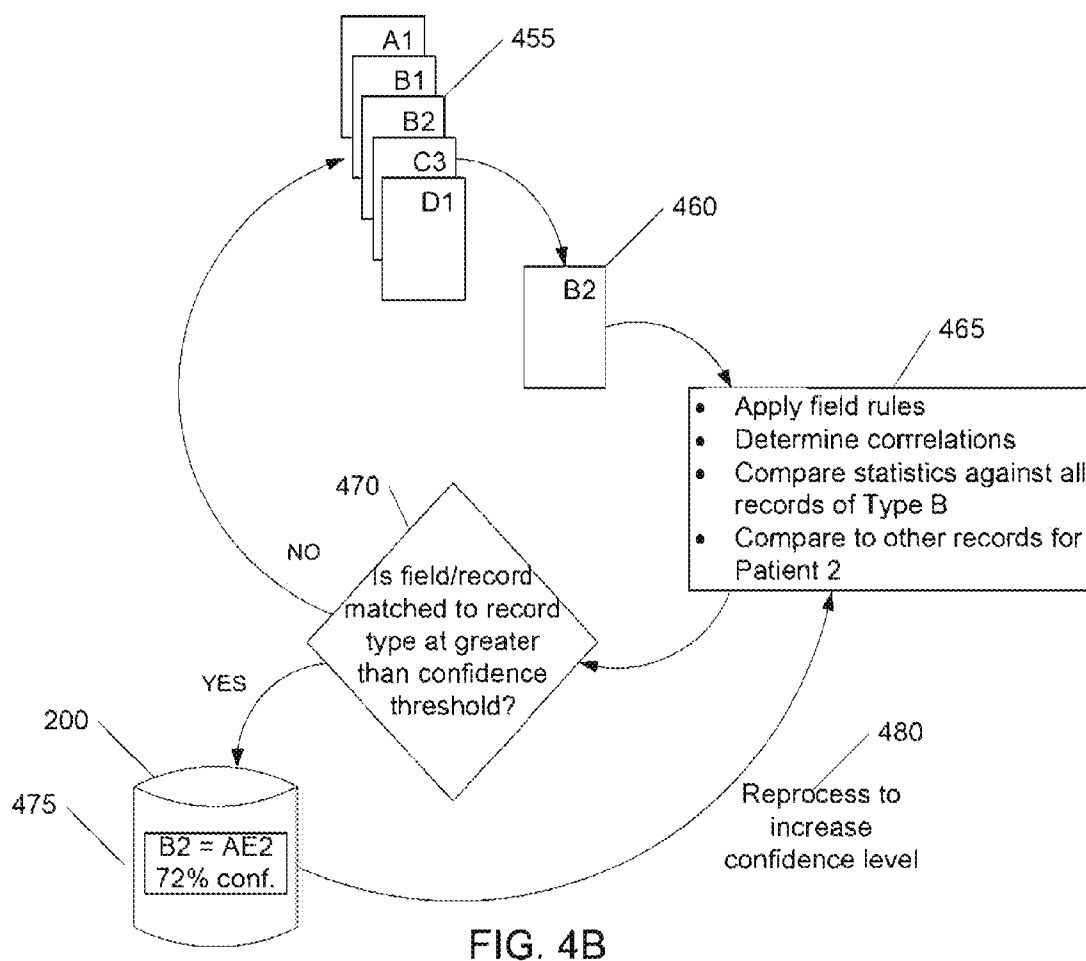 A1
455
B1
B2
C3
D1
460
B2
465
• Apply field rules
• Determine corrrelations
• Compare statistics against all
records of Type B
• Compare to other records for
Patient 2
470
NO
Is field/record
matched to record
type at greater
than confidence
threshold?
YES
200
475
B2 = AE2
72% conf.
480
Reprocess to
increase
confidence level
FIG. 4B